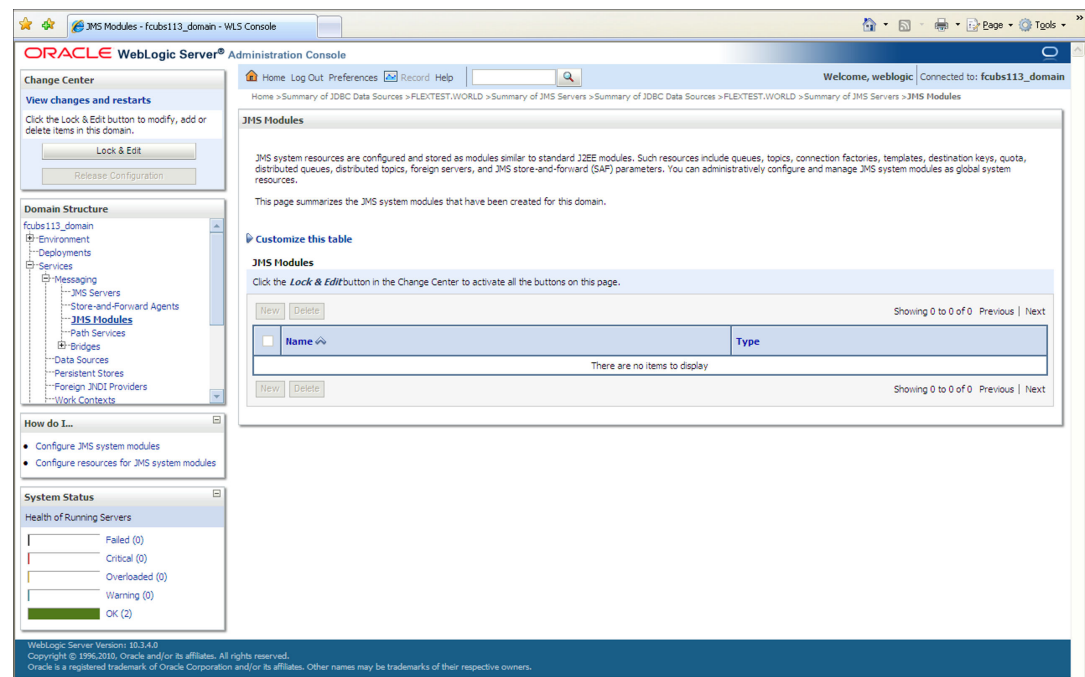 JMS Modules - fcubs113_domain - WLS Console
Page Tools »
ORACLE WebLogic Server® Administration Console
Change Center
View changes and restarts
Click the Lock & Edit button to modify, add or
delete items in this domain.
Lock & Edit
Release Configuration
Domain Structure
fcubs113_domain
Environment
Deployments
Services
Messaging
JMS Servers
Store-and-Forward Agents
JMS Modules
Path Services
Bridges
Data Sources
Persistent Stores
Foreign JNDI Providers
Work Contexts
How do I...
Configure JMS system modules
Configure resources for JMS system modules
System Status
Health of Running Servers
Failed (0)
Critical (0)
Overloaded (0)
Warning (0)
OK (2)
Home Log Out Preferences Record Help
Welcome, weblogic Connected to: fcubs113_domain
Home >Summary of JDBC Data Sources >FLEXTEST.WORLD >Summary of JMS Servers >Summary of JDBC Data Sources >FLEXTEST.WORLD >Summary of JMS Servers >JMS Modules
JMS Modules
JMS system resources are configured and stored as modules similar to standard J2EE modules. Such resources include queues, topics, connection factories, templates, destination keys, quota,
distributed queues, distributed topics, foreign servers, and JMS store-and-forward (SAF) parameters. You can administratively configure and manage JMS system modules as global system
resources.
This page summarizes the JMS system modules that have been created for this domain.
Customize this table
JMS Modules
Click the Lock & Edit button in the Change Center to activate all the buttons on this page.
New Delete Showing 0 to 0 of 0 Previous | Next
Name Type
There are no items to display
New Delete Showing 0 to 0 of 0 Previous | Next
WebLogic Server Version: 10.3.4.0
Copyright © 1996,2010, Oracle and/or its affiliates. All rights reserved.
Oracle is a registered trademark of Oracle Corporation and/or its affiliates. Other names may be trademarks of their respective owners.